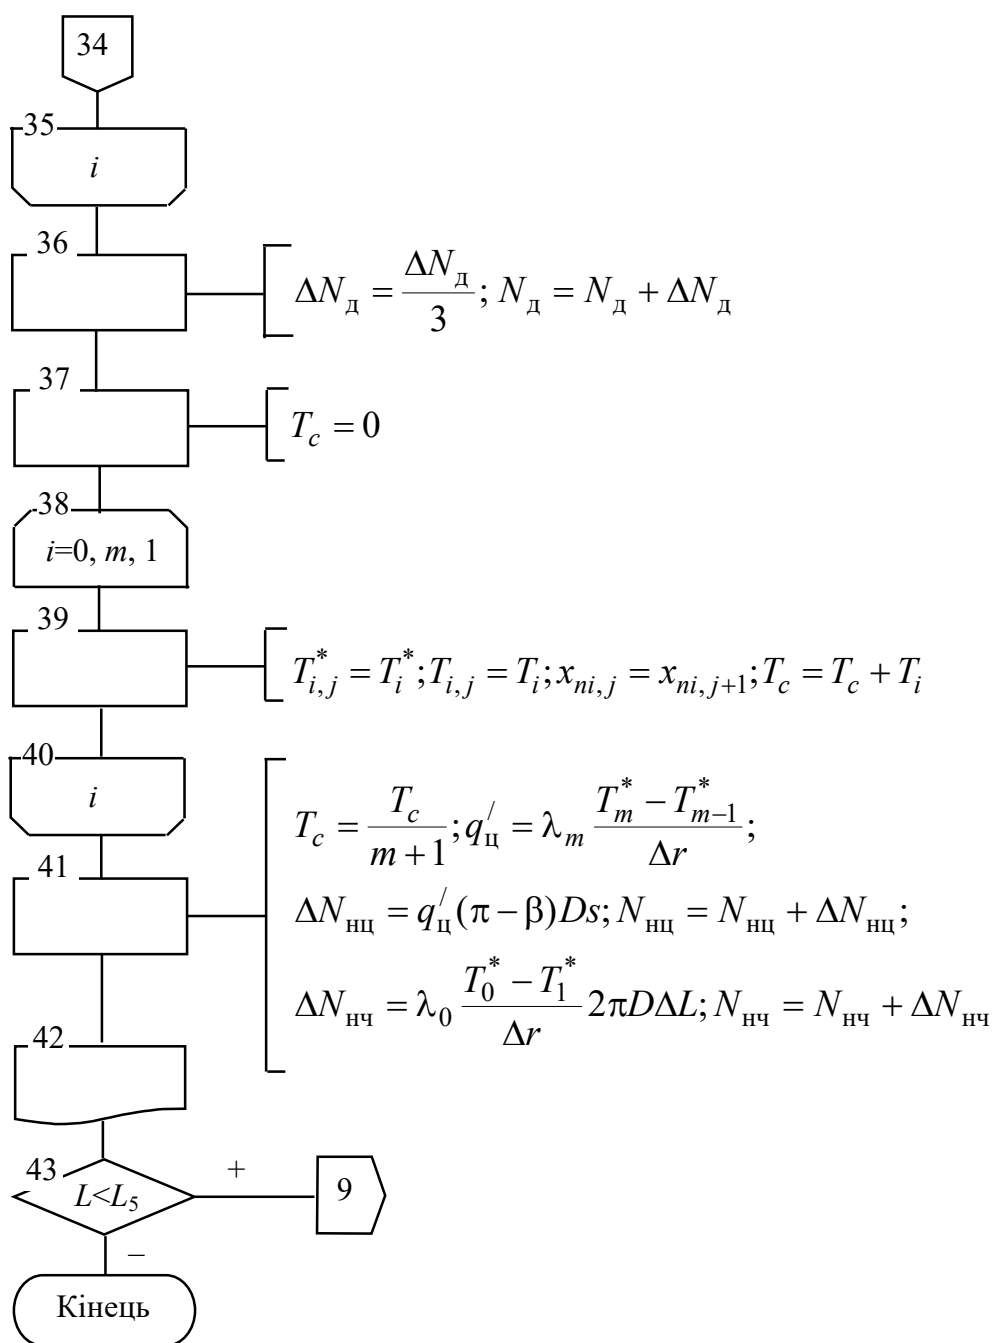 34
35
i
36
ΔN_д = ΔN_д/3; N_д = N_д + ΔN_д
37
T_c = 0
38
i=0, m, 1
39
T*_{i,j} = T*_i; T_{i,j} = T_i; x_{ni,j} = x_{ni,j+1}; T_c = T_c + T_i
40
i
T_c = T_c/(m+1); q_ц^/ = λ_m (T*_m − T*_{m−1})/Δr;
41
ΔN_нц = q_ц^/(π − β)Ds; N_нц = N_нц + ΔN_нц;
ΔN_нч = λ_0 (T*_0 − T*_1)/Δr 2πDΔL; N_нч = N_нч + ΔN_нч
42
43
L<L_5
+
9
–
Кінець